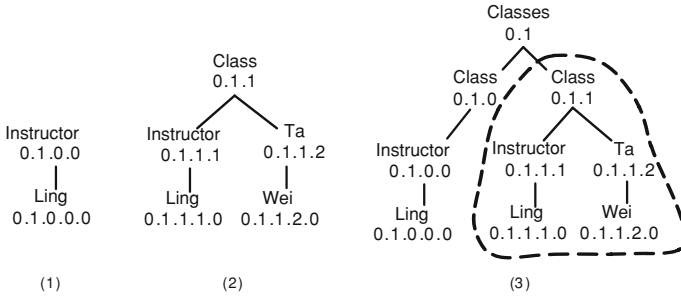 Instructor
0.1.0.0
Ling
0.1.0.0.0
(1)
Class
0.1.1
Instructor
0.1.1.1
Ta
0.1.1.2
Ling
0.1.1.1.0
Wei
0.1.1.2.0
(2)
Classes
0.1
Class
0.1.0
Class
0.1.1
Instructor
0.1.0.0
Instructor
0.1.1.1
Ta
0.1.1.2
Ling
0.1.0.0.0
Ling
0.1.1.1.0
Wei
0.1.1.2.0
(3)